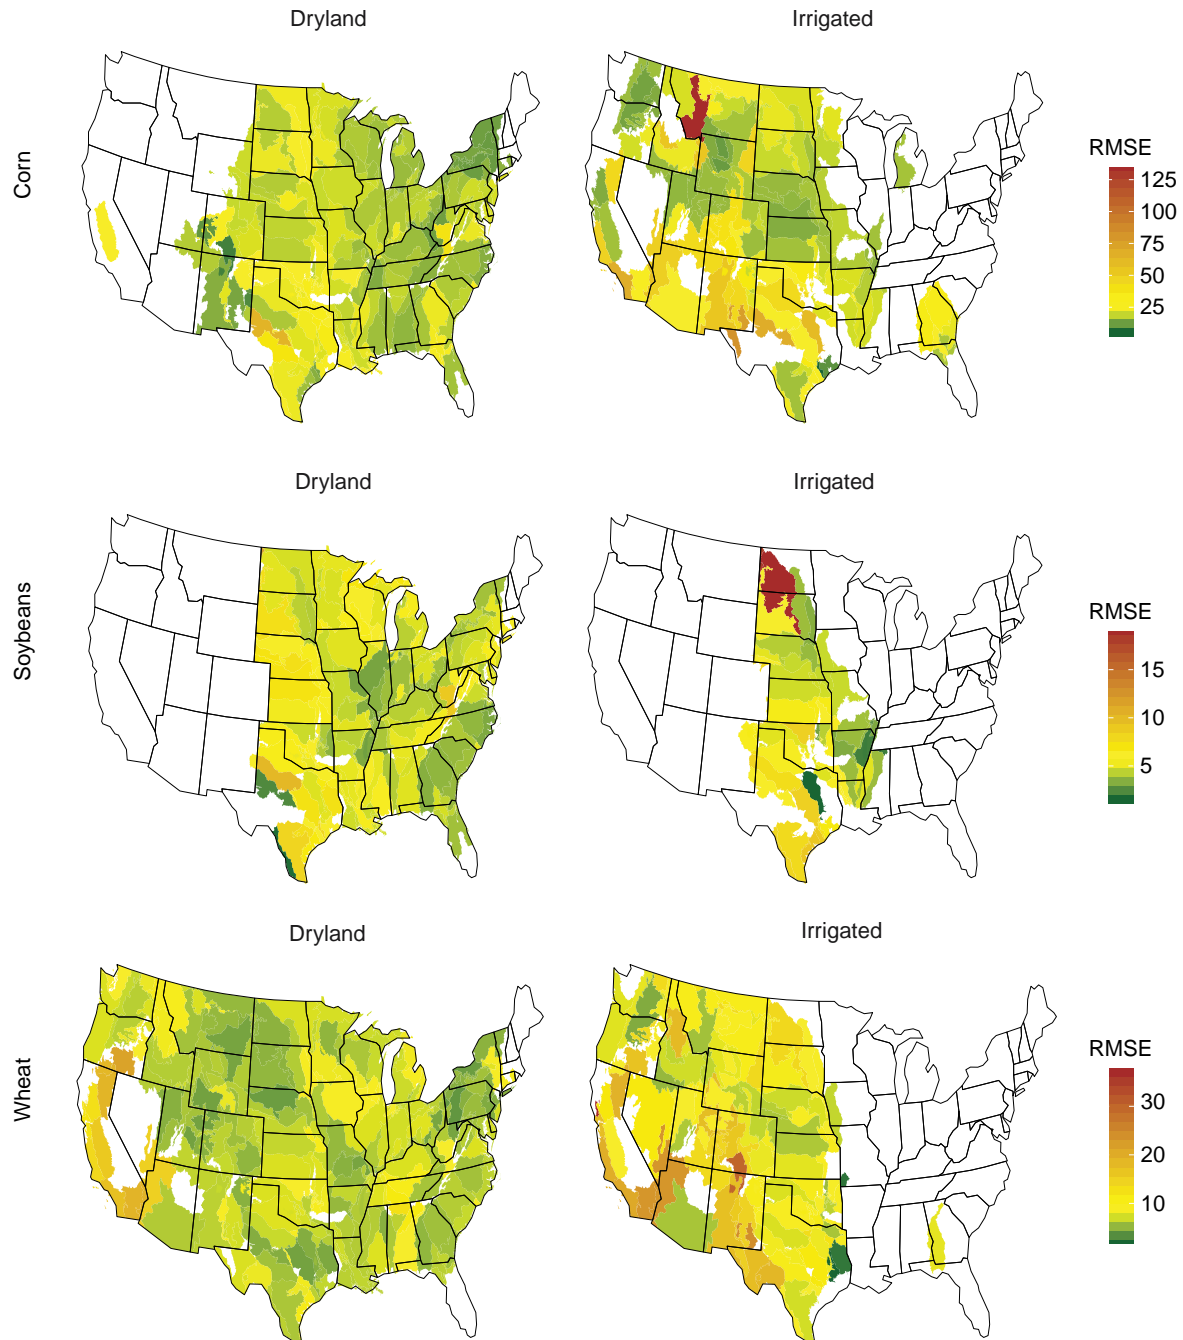 Dryland
Irrigated
Corn
RMSE
125
100
75
50
25
Dryland
Irrigated
Soybeans
RMSE
15
10
5
Dryland
Irrigated
Wheat
RMSE
30
20
10